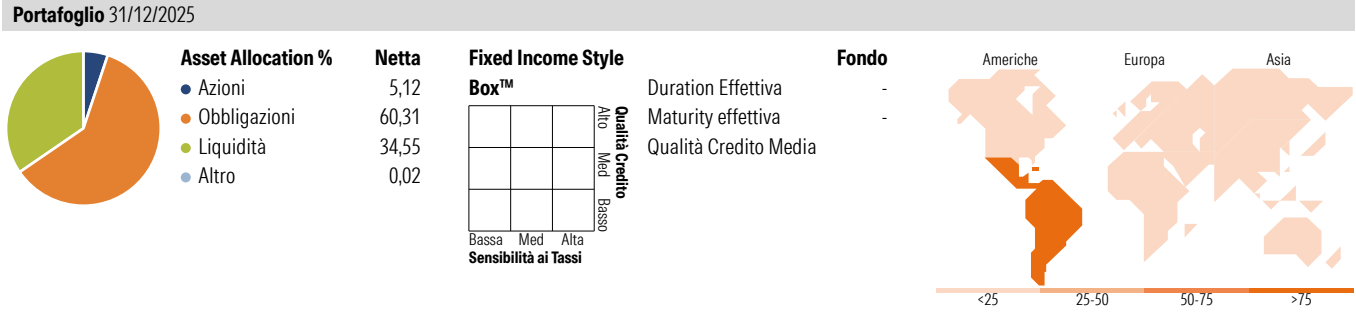 Portafoglio 31/12/2025
Asset Allocation % Netta
Azioni 5,12
Obbligazioni 60,31
Liquidità 34,55
Altro 0,02
Fixed Income Style
Box™
Alto Med Basso
Qualità Credito
Bassa Med Alta
Sensibilità ai Tassi
Fondo
Duration Effettiva -
Maturity effettiva -
Qualità Credito Media
Americhe Europa Asia
<25 25-50 50-75 >75